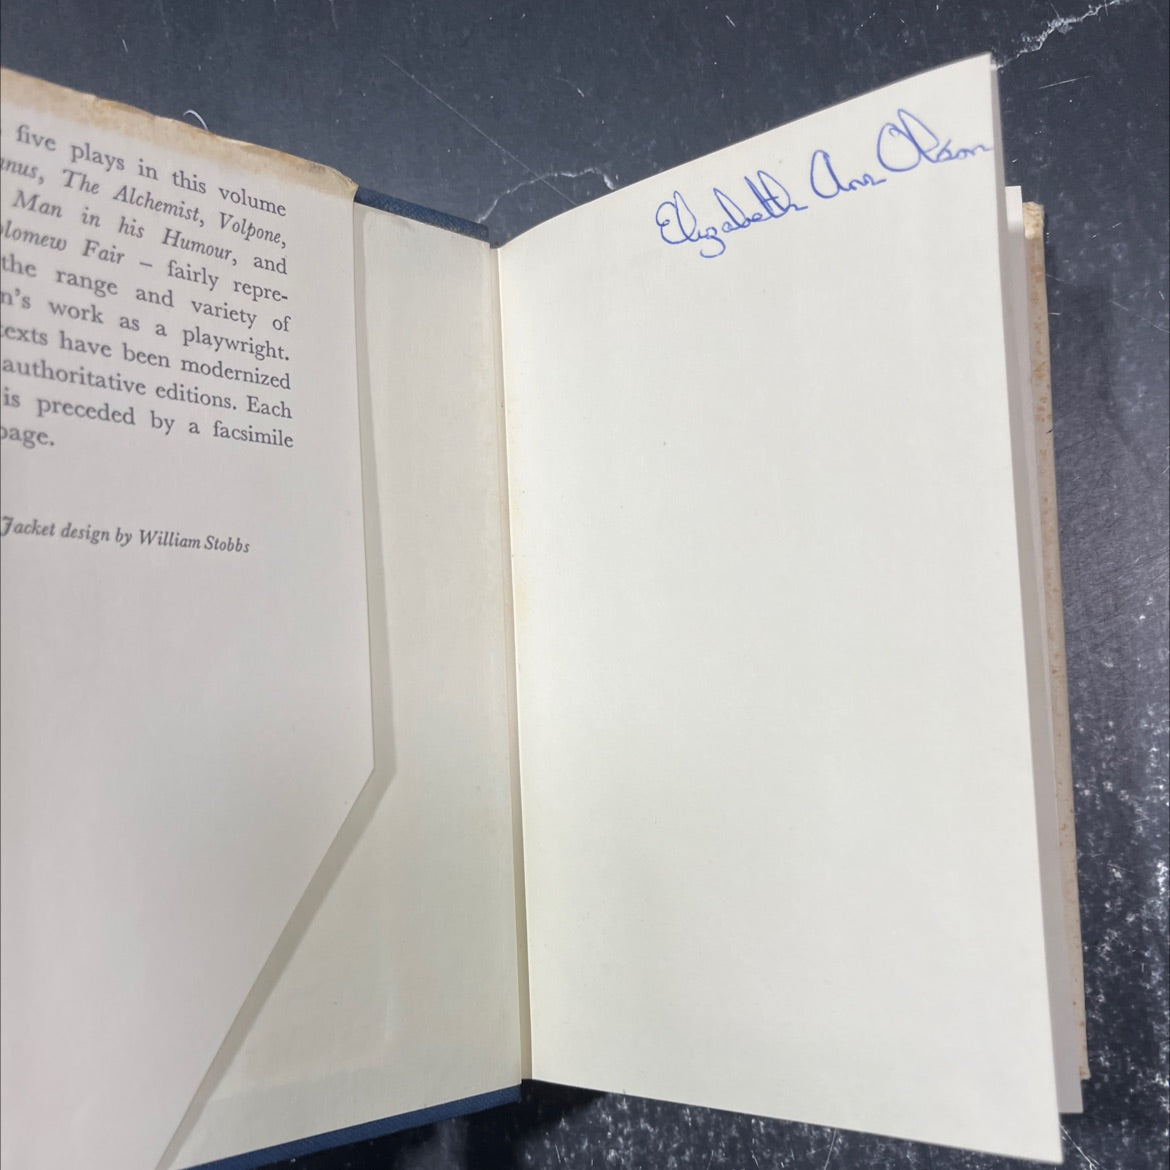 five plays in this volume
anus, The Alchemist, Volpone,
Man in his Humour, and
olomew Fair – fairly repre-
the range and variety of
n's work as a playwright.
texts have been modernized
authoritative editions. Each
is preceded by a facsimile
page.
Jacket design by William Stobbs
Elizabeth Ann Olson